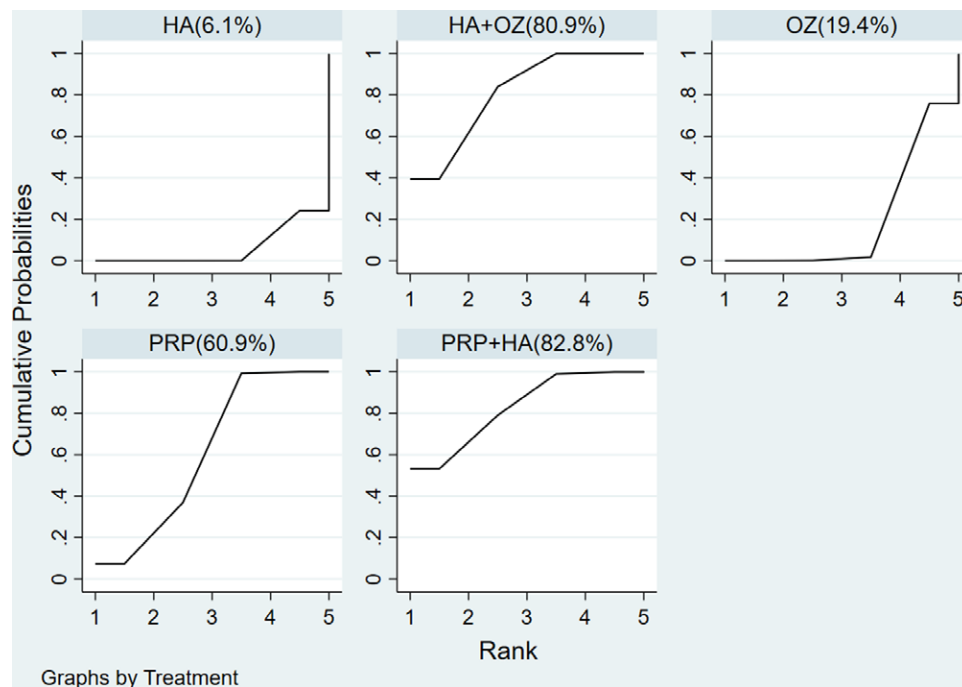 HA(6.1%) HA+OZ(80.9%) OZ(19.4%)
0 .2 .4 .6 .8 1
0 .2 .4 .6 .8 1
0 .2 .4 .6 .8 1
1 2 3 4 5
1 2 3 4 5
1 2 3 4 5
PRP(60.9%) PRP+HA(82.8%)
0 .2 .4 .6 .8 1
0 .2 .4 .6 .8 1
1 2 3 4 5
1 2 3 4 5
Cumulative Probabilities
Rank
Graphs by Treatment